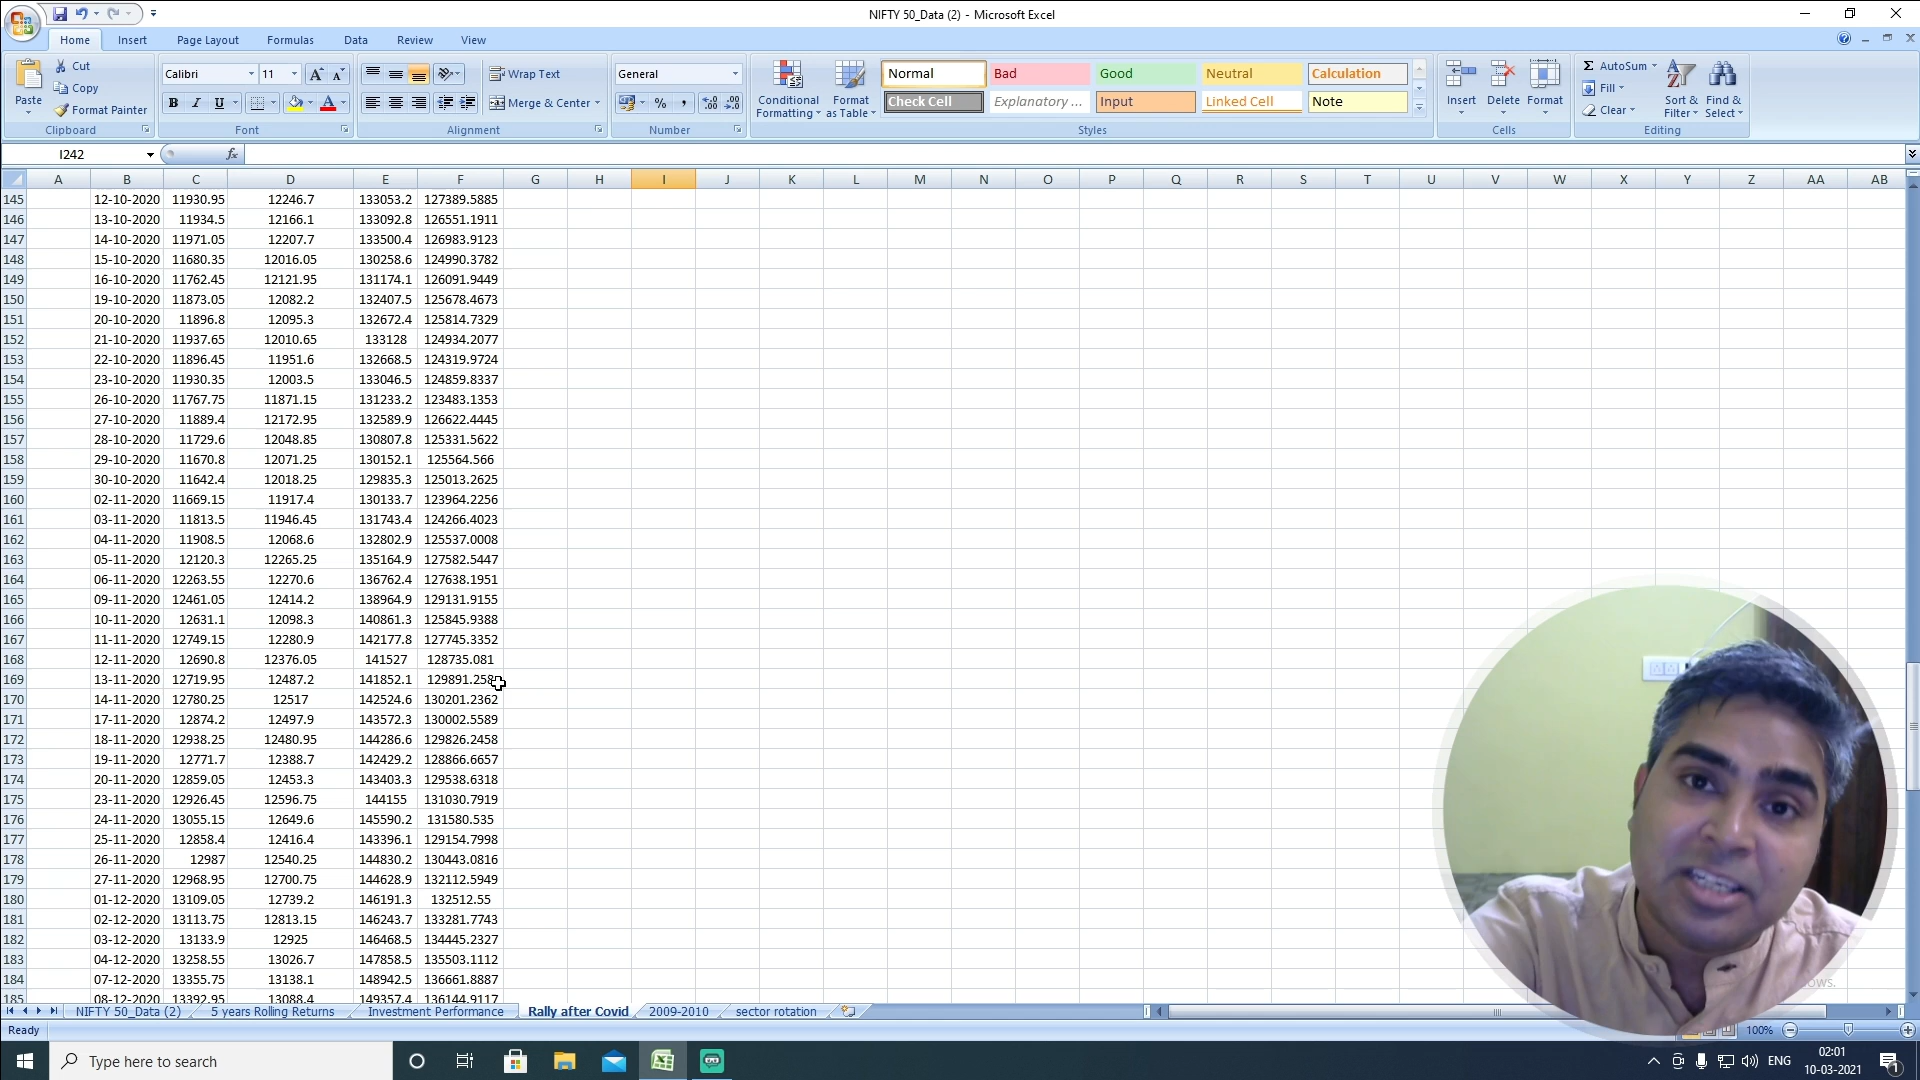 NIFTY 50_Data (2) - Microsoft Excel
Home Insert Page Layout Formulas Data Review View
Paste Cut Copy Format Painter Clipboard
Calibri 11 B I U Font
Wrap Text Merge & Center Alignment
General % , Number
Conditional Formatting Format as Table
Normal Bad Good Neutral Calculation
Check Cell Explanatory ... Input Linked Cell Note
Styles
Insert Delete Format Cells
Σ AutoSum Fill Clear Sort & Filter Find & Select Editing
I242 fx
A B C D E F G H I J K L M N O P Q R S T U V W X Y Z AA AB
145 12-10-2020 11930.95 12246.7 133053.2 127389.5885
146 13-10-2020 11934.5 12166.1 133092.8 126551.1911
147 14-10-2020 11971.05 12207.7 133500.4 126983.9123
148 15-10-2020 11680.35 12016.05 130258.6 124990.3782
149 16-10-2020 11762.45 12121.95 131174.1 126091.9449
150 19-10-2020 11873.05 12082.2 132407.5 125678.4673
151 20-10-2020 11896.8 12095.3 132672.4 125814.7329
152 21-10-2020 11937.65 12010.65 133128 124934.2077
153 22-10-2020 11896.45 11951.6 132668.5 124319.9724
154 23-10-2020 11930.35 12003.5 133046.5 124859.8337
155 26-10-2020 11767.75 11871.15 131233.2 123483.1353
156 27-10-2020 11889.4 12172.95 132589.9 126622.4445
157 28-10-2020 11729.6 12048.85 130807.8 125331.5622
158 29-10-2020 11670.8 12071.25 130152.1 125564.566
159 30-10-2020 11642.4 12018.25 129835.3 125013.2625
160 02-11-2020 11669.15 11917.4 130133.7 123964.2256
161 03-11-2020 11813.5 11946.45 131743.4 124266.4023
162 04-11-2020 11908.5 12068.6 132802.9 125537.0008
163 05-11-2020 12120.3 12265.25 135164.9 127582.5447
164 06-11-2020 12263.55 12270.6 136762.4 127638.1951
165 09-11-2020 12461.05 12414.2 138964.9 129131.9155
166 10-11-2020 12631.1 12098.3 140861.3 125845.9388
167 11-11-2020 12749.15 12280.9 142177.8 127745.3352
168 12-11-2020 12690.8 12376.05 141527 128735.081
169 13-11-2020 12719.95 12487.2 141852.1
170 14-11-2020 12780.25 12517 142524.6 130201.2362
171 17-11-2020 12874.2 12497.9 143572.3 130002.5589
172 18-11-2020 12938.25 12480.95 144286.6 129826.2458
173 19-11-2020 12771.7 12388.7 142429.2 128866.6657
174 20-11-2020 12859.05 12453.3 143403.3 129538.6318
175 23-11-2020 12926.45 12596.75 144155 131030.7919
176 24-11-2020 13055.15 12649.6 145590.2 131580.535
177 25-11-2020 12858.4 12416.4 143396.1 129154.7998
178 26-11-2020 12987 12540.25 144830.2 130443.0816
179 27-11-2020 12968.95 12700.75 144628.9 132112.5949
180 01-12-2020 13109.05 12739.2 146191.3 132512.55
181 02-12-2020 13113.75 12813.15 146243.7 133281.7743
182 03-12-2020 13133.9 12925 146468.5 134445.2327
183 04-12-2020 13258.55 13026.7 147858.5 135503.1112
184 07-12-2020 13355.75 13138.1 148942.5 136661.8887
185 08-12-2020 13392.95 13088.4 149357.4 136144.9117
NIFTY 50_Data (2) 5 years Rolling Returns Investment Performance Rally after Covid 2009-2010 sector rotation
Ready 100%
Type here to search
ENG 02:01 10-03-2021 1